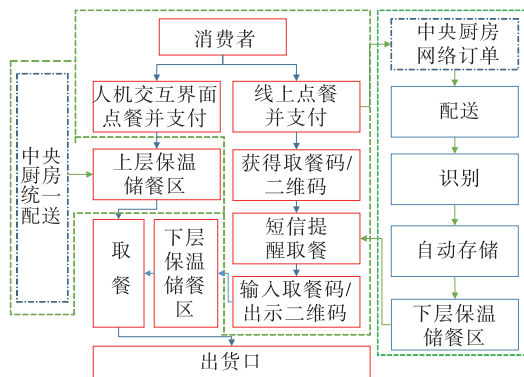 消费者
人机交互界面
点餐并支付
线上点餐
并支付
中央
厨房
统一
配送
上层保温
储餐区
获得取餐码/
二维码
短信提
醒取餐
取
餐
下层
保温
储餐
区
输入取餐码/
出示二维码
出货口
中央厨房
网络订单
配送
识别
自动存储
下层保温
储餐区